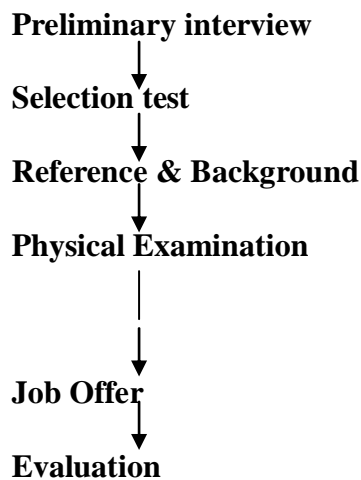 Preliminary interview
Selection test
Reference & Background
Physical Examination
Job Offer
Evaluation